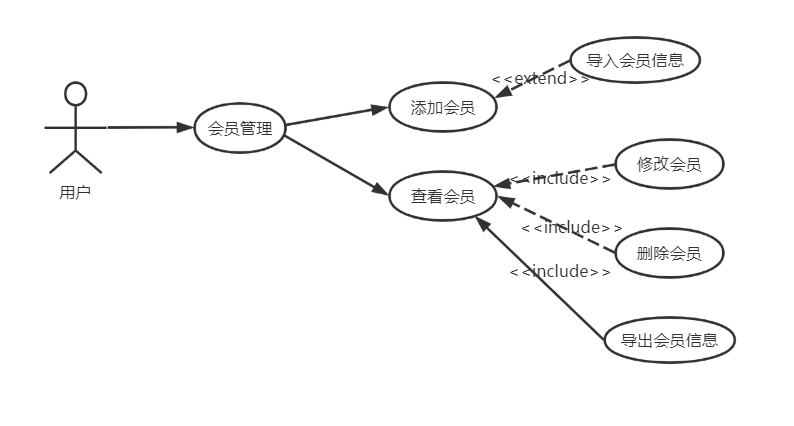 导入会员信息
<<extend>>
添加会员
会员管理
用户
修改会员
<<include>>
查看会员
<<include>>
删除会员
<<include>>
导出会员信息